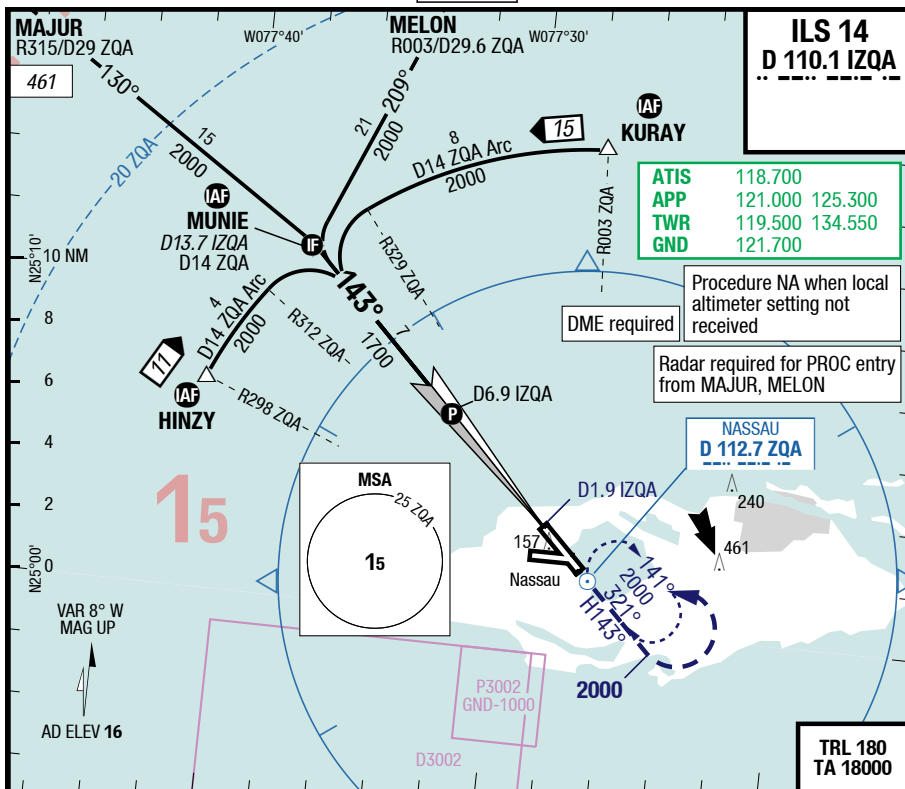 MAJUR
R315/D29 ZQA
W077°40'
MELON
R003/D29.6 ZQA
W077°30'
ILS 14
D 110.1 IZQA
461
130°
15
2000
20 ZQA
209°
21
2000
8
D14 ZQA Arc
2000
15
IAF
KURAY
R003 ZQA
ATIS 118.700
APP 121.000 125.300
TWR 119.500 134.550
GND 121.700
IAF
MUNIE
D13.7 IZQA
D14 ZQA
IF
N25°10'
10 NM
8
6
4
2
0
N25°00'
R329 ZQA
143°
7
1700
4
D14 ZQA Arc
2000
R312 ZQA
11
IAF
HINZY
R298 ZQA
DME required
Procedure NA when local
altimeter setting not
received
Radar required for PROC entry
from MAJUR, MELON
P
D6.9 IZQA
NASSAU
D 112.7 ZQA
240
461
15
MSA
25 ZQA
15
D1.9 IZQA
157
Nassau
141°
2000
321°
H143°
2000
VAR 8° W
MAG UP
AD ELEV 16
P3002
GND-1000
D3002
TRL 180
TA 18000